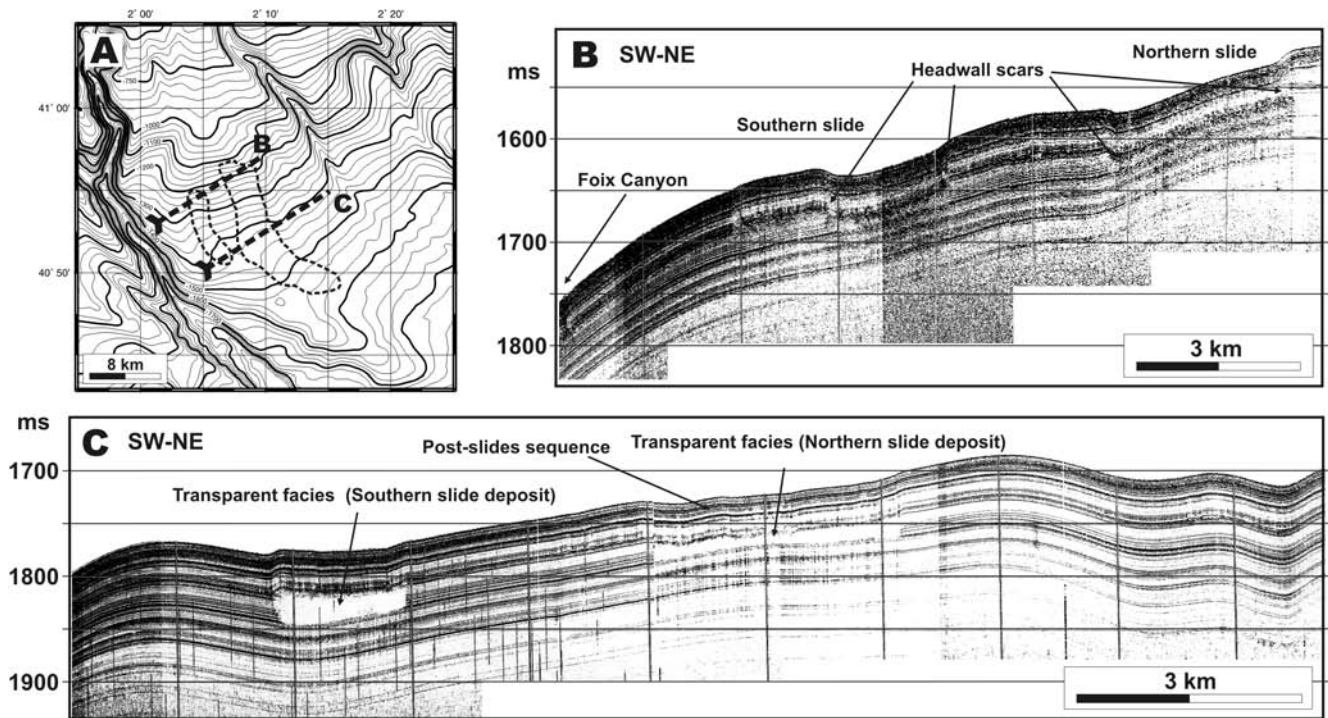 2° 00'
2° 10'
2° 20'
A
750
1000
1100
B
41° 00'
C
40° 50'
1500
1700
8 km
B SW-NE
Northern slide
ms
Headwall scars
Southern slide
1600
Foix Canyon
1700
1800
3 km
ms
C SW-NE
Post-slides sequence
Transparent facies (Northern slide deposit)
1700
Transparent facies (Southern slide deposit)
1800
1900
3 km